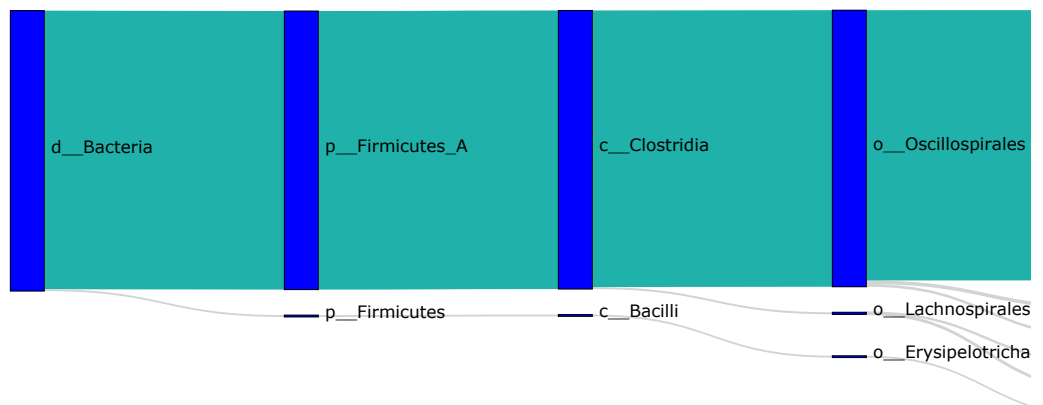 d__Bacteria
p__Firmicutes_A
c__Clostridia
o__Oscillospirales
p__Firmicutes
c__Bacilli
o__Lachnospirales
o__Erysipelotricha